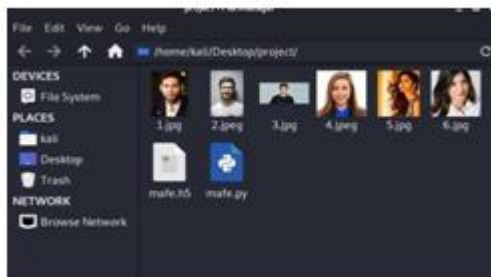 File Edit View Go Help
/home/kali/Desktop/project/
DEVICES
File System
PLACES
kali
Desktop
Trash
NETWORK
Browse Network
1.jpg 2.jpeg 3.jpg 4.jpeg 5.jpg 6.jpg
mafe.h5 mafe.py